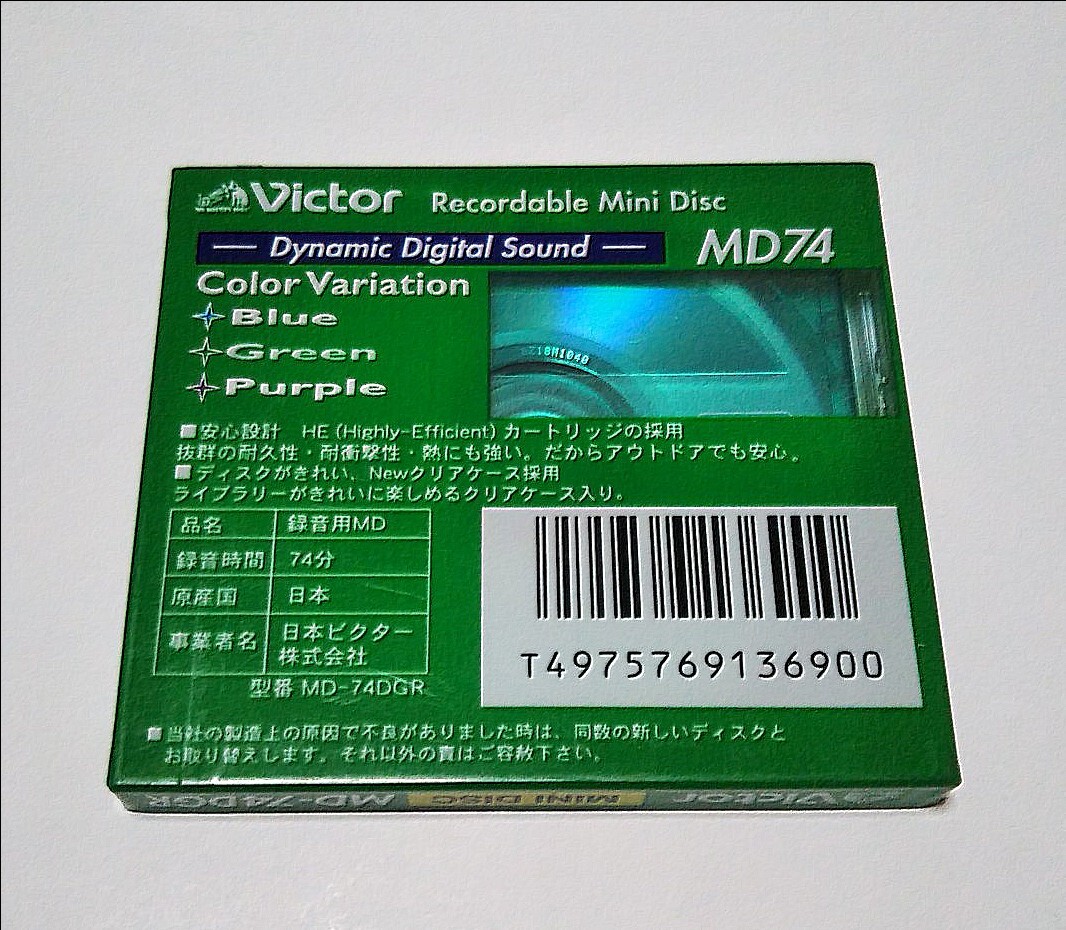 Victor Recordable Mini Disc
Dynamic Digital Sound MD74
Color Variation
Blue
Green
Purple
■安心設計 HE (Highly-Efficient) カートリッジの採用
抜群の耐久性・耐衝撃性・熱にも強い。だからアウトドアでも安心。
■ディスクがきれい、Newクリアケース採用
ライブラリーがきれいに楽しめるクリアケース入り。
品名 録音用MD
録音時間 74分
原産国 日本
事業者名 日本ビクター
株式会社
型番 MD-74DGR
T4975769136900
■当社の製造上の原因で不良がありました時は、同数の新しいディスクと
お取り替えします。それ以外の責はご容赦下さい。
Victor MINI DISC MD-74DGR